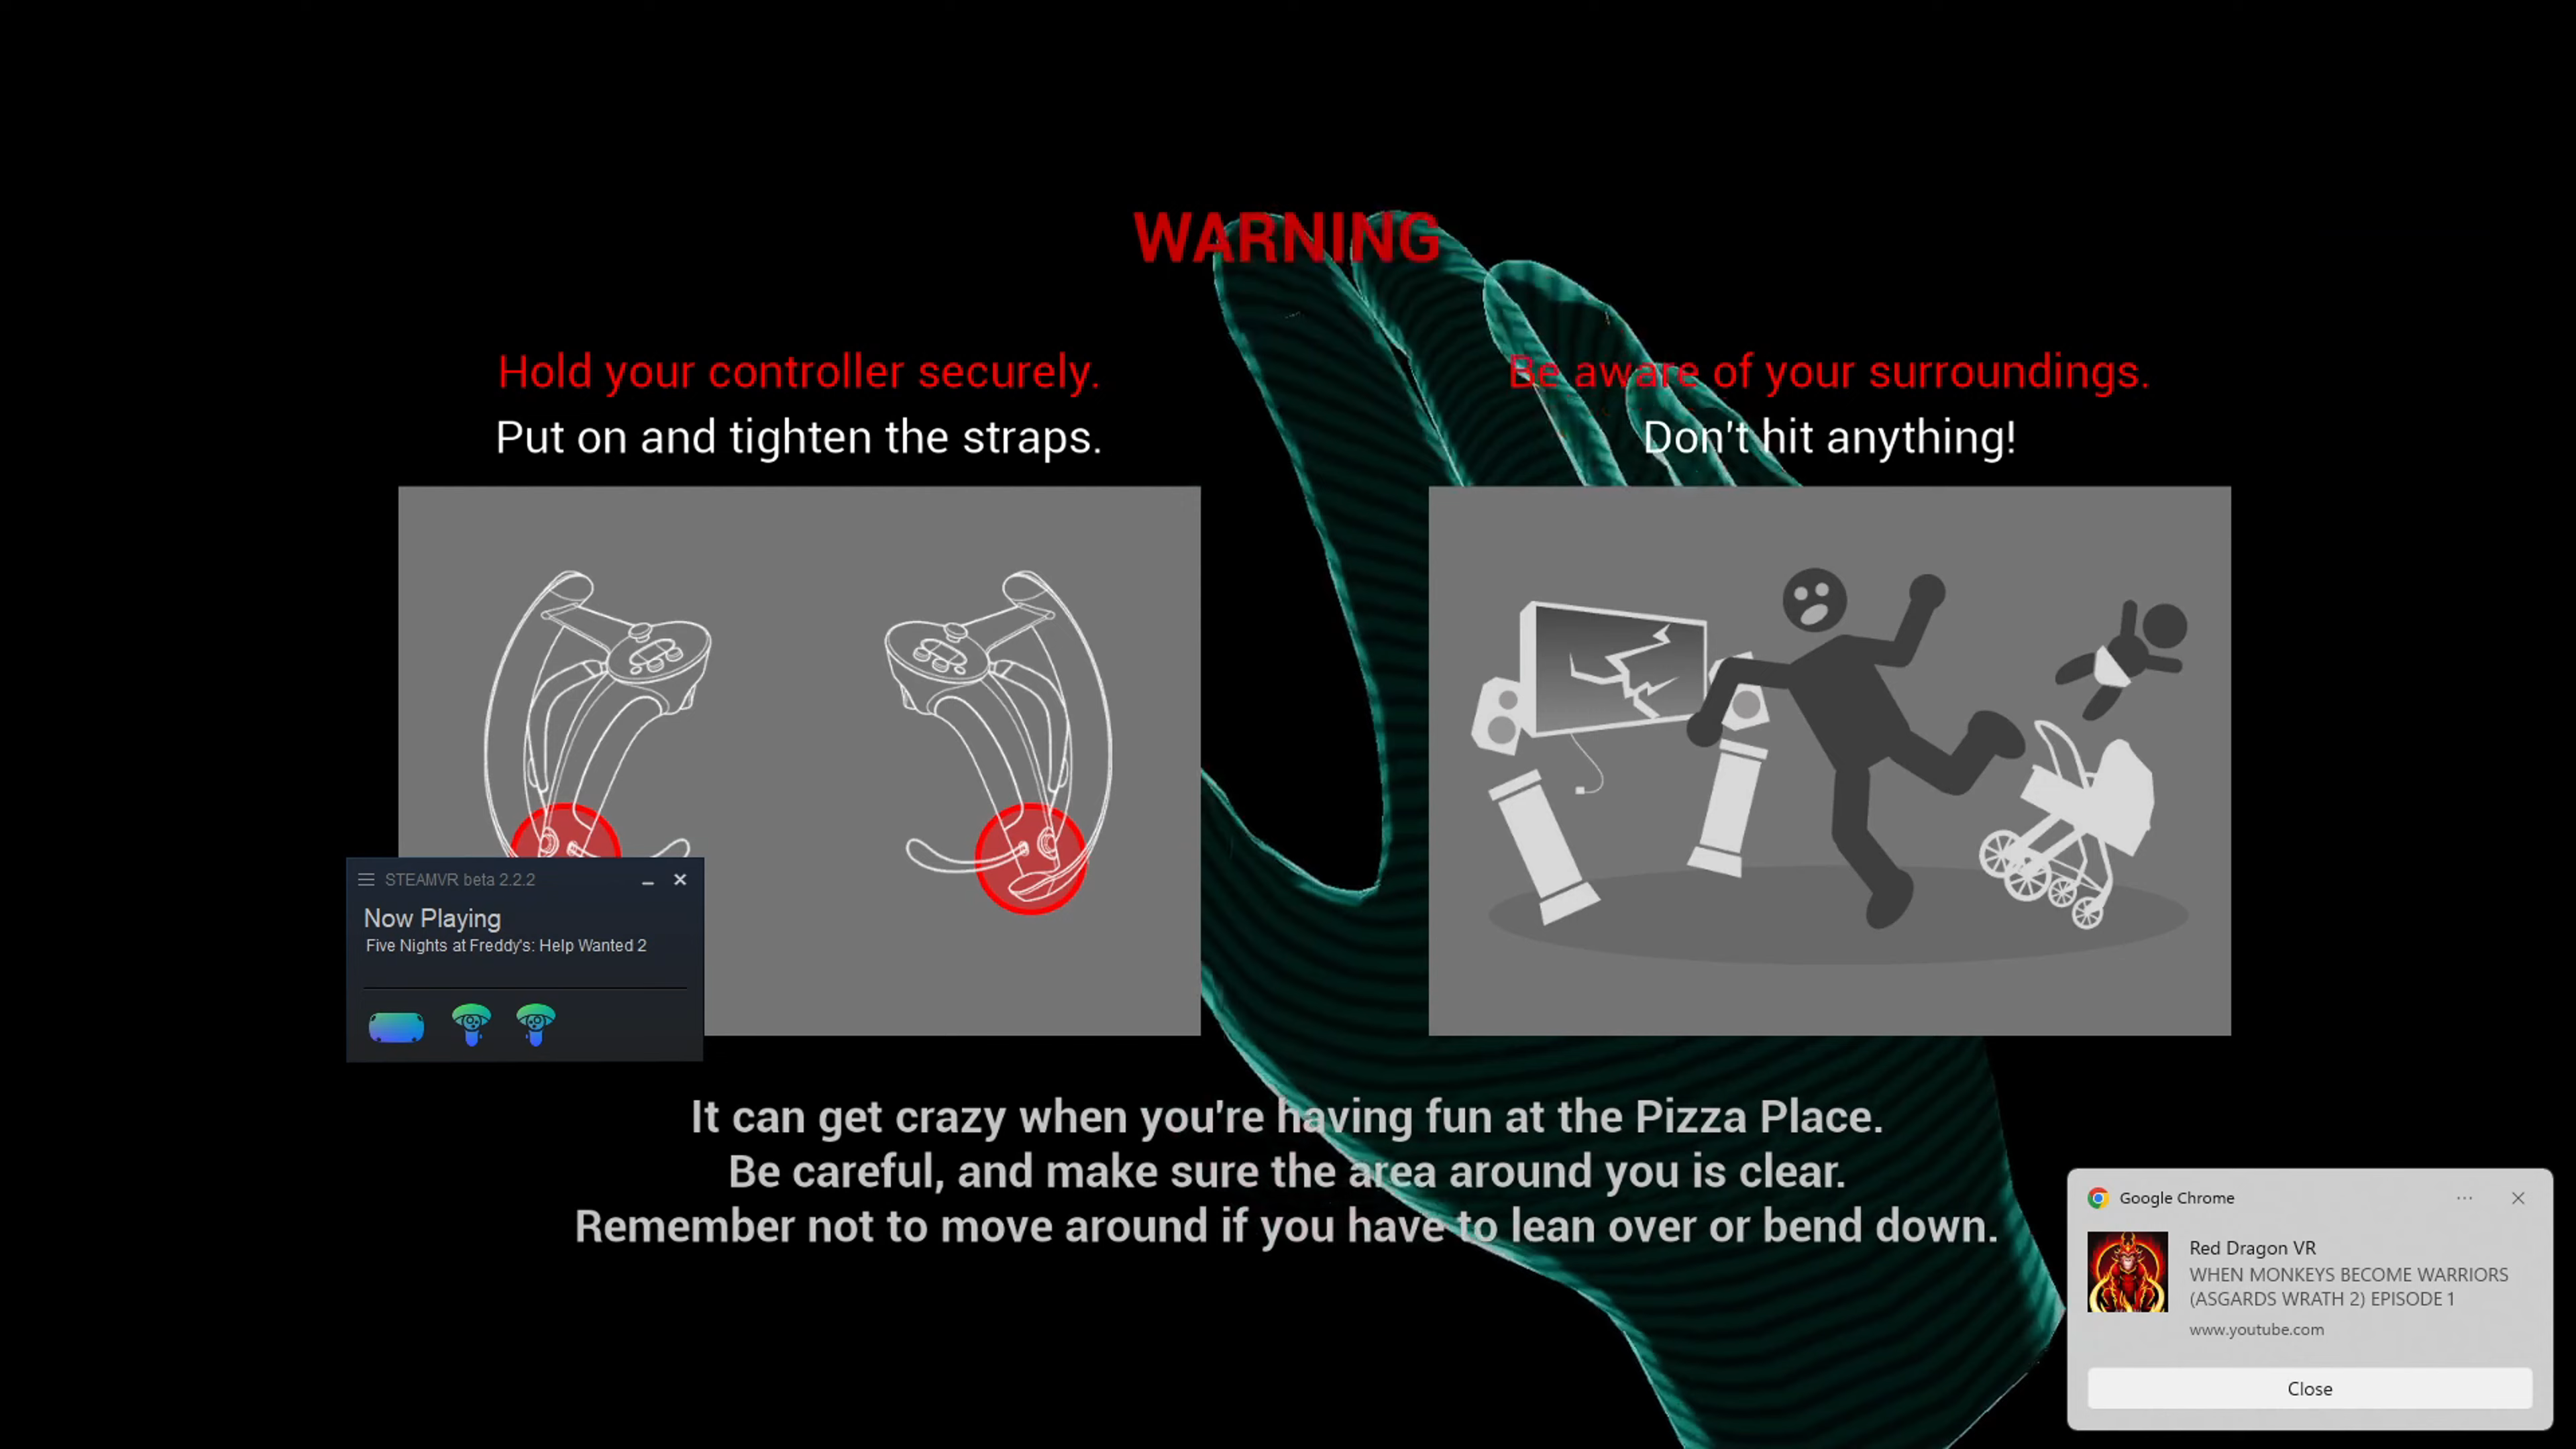 WARNING
Hold your controller securely.
Put on and tighten the straps.
Be aware of your surroundings.
Don't hit anything!
STEAMVR beta 2.2.2
Now Playing
Five Nights at Freddy's: Help Wanted 2
It can get crazy when you're having fun at the Pizza Place.
Be careful, and make sure the area around you is clear.
Remember not to move around if you have to lean over or bend down.
Google Chrome
Red Dragon VR
WHEN MONKEYS BECOME WARRIORS
(ASGARDS WRATH 2) EPISODE 1
www.youtube.com
Close